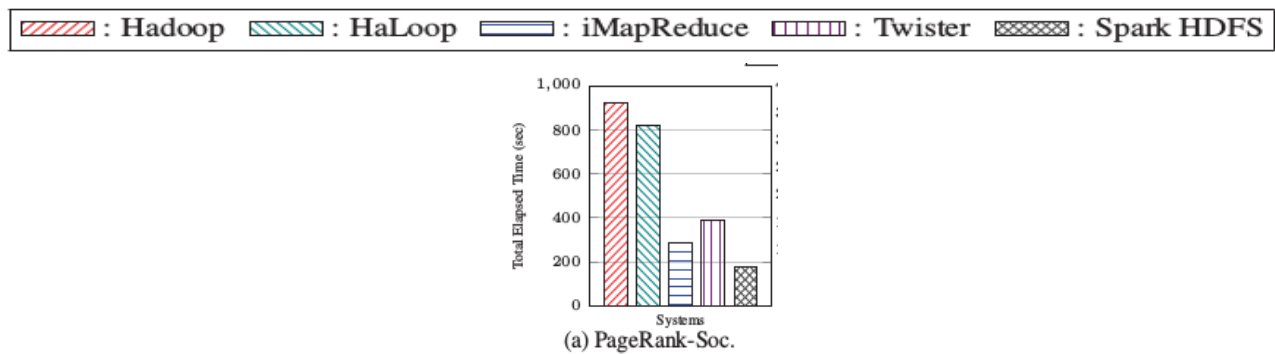 : Hadoop : HaLoop : iMapReduce : Twister : Spark HDFS
Total Elapsed Time (sec)
1,000
800
600
400
200
0
Systems
(a) PageRank-Soc.